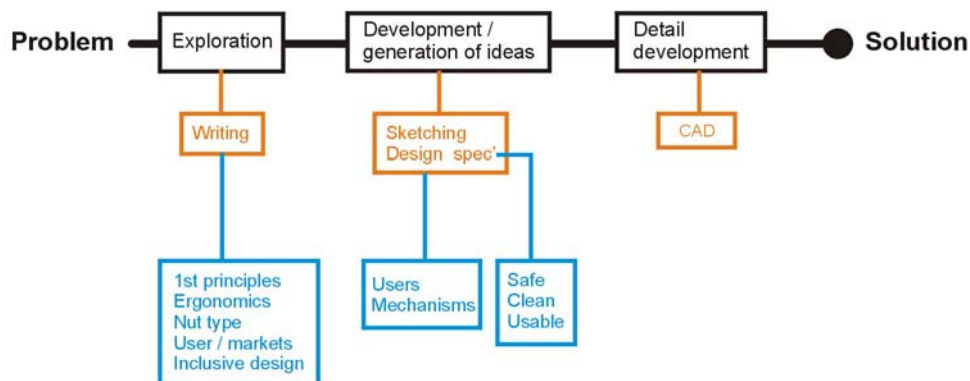 Problem
Exploration
Development /
generation of ideas
Detail
development
Solution
Writing
Sketching
Design spec'
CAD
1st principles
Ergonomics
Nut type
User / markets
Inclusive design
Users
Mechanisms
Safe
Clean
Usable